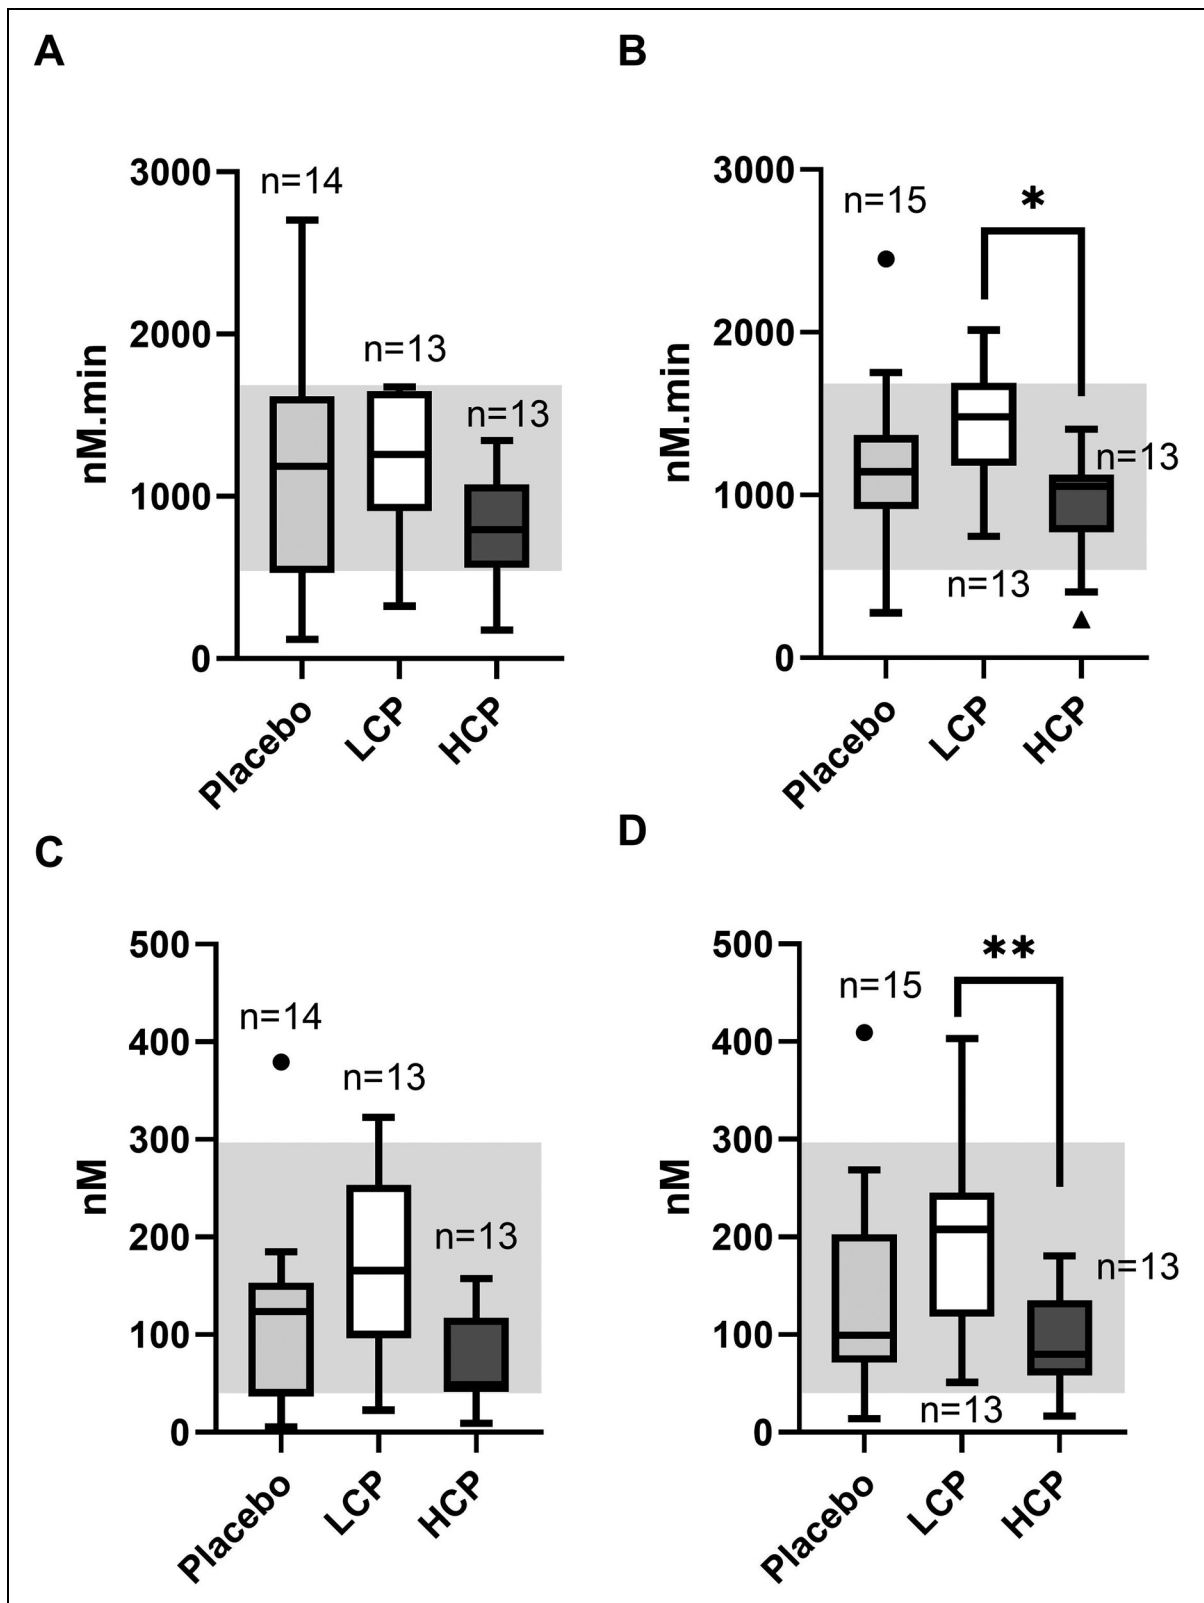 A
B
3000
n=14
2000
n=13
n=13
1000
0
nM.min
Placebo
LCP
HCP
3000
n=15
*
2000
n=13
1000
n=13
0
nM.min
Placebo
LCP
HCP
C
D
500
n=14
400
n=13
300
n=13
200
100
0
nM
Placebo
LCP
HCP
500
**
n=15
400
300
200
n=13
100
n=13
0
nM
Placebo
LCP
HCP